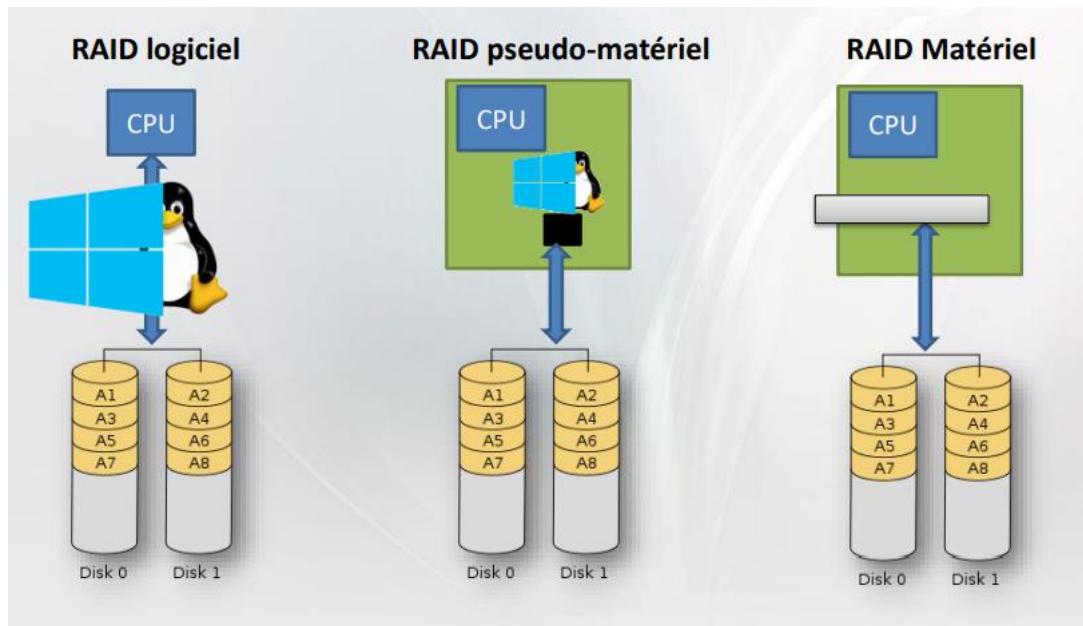 RAID logiciel
RAID pseudo-matériel
RAID Matériel
CPU
CPU
CPU
A1
A2
A3
A4
A5
A6
A7
A8
Disk 0
Disk 1
A1
A2
A3
A4
A5
A6
A7
A8
Disk 0
Disk 1
A1
A2
A3
A4
A5
A6
A7
A8
Disk 0
Disk 1